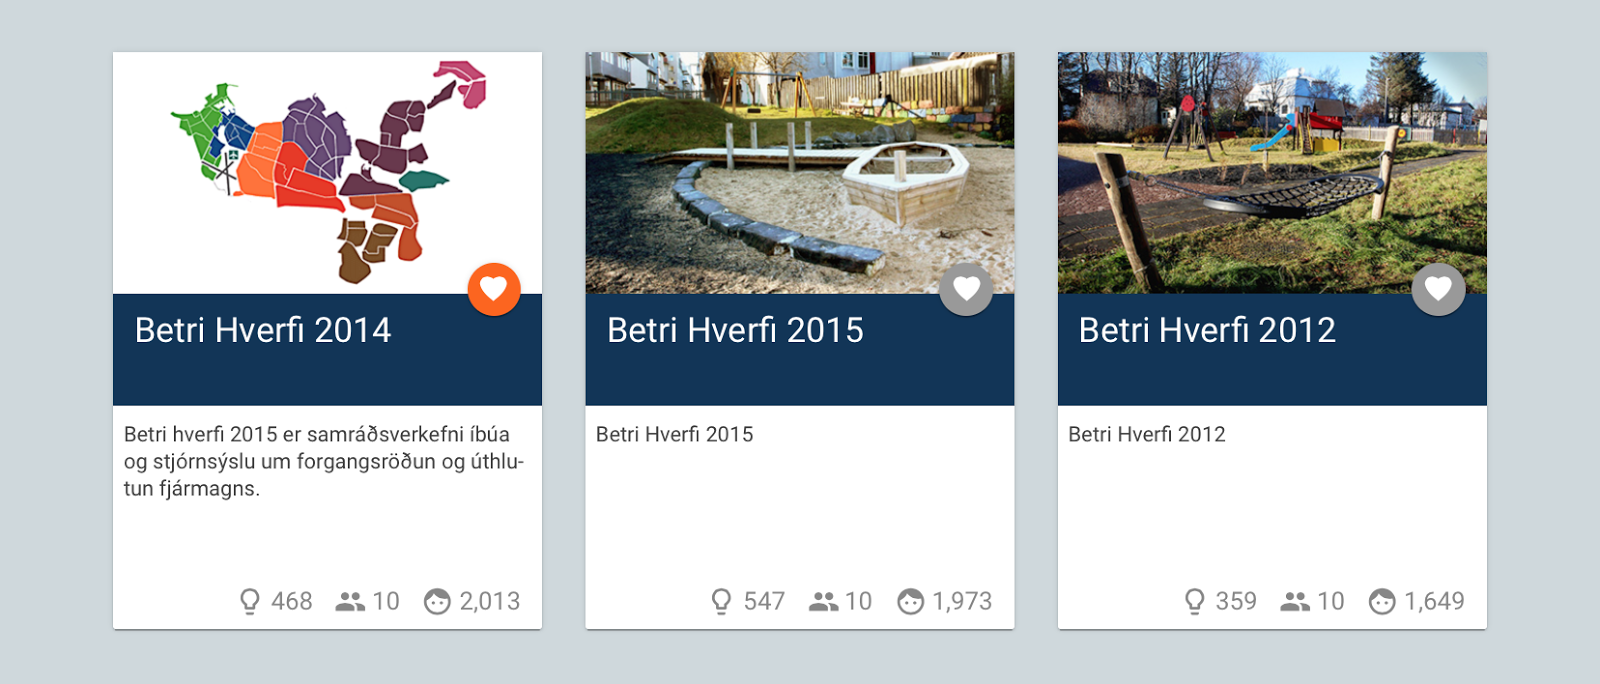 Betri Hverfi 2014
Betri hverfi 2015 er samráðsverkefni íbúa
og stjórnsýslu um forgangsröðun og úthlu-
tun fjármagns.
468 10 2,013
Betri Hverfi 2015
Betri Hverfi 2015
547 10 1,973
Betri Hverfi 2012
Betri Hverfi 2012
359 10 1,649